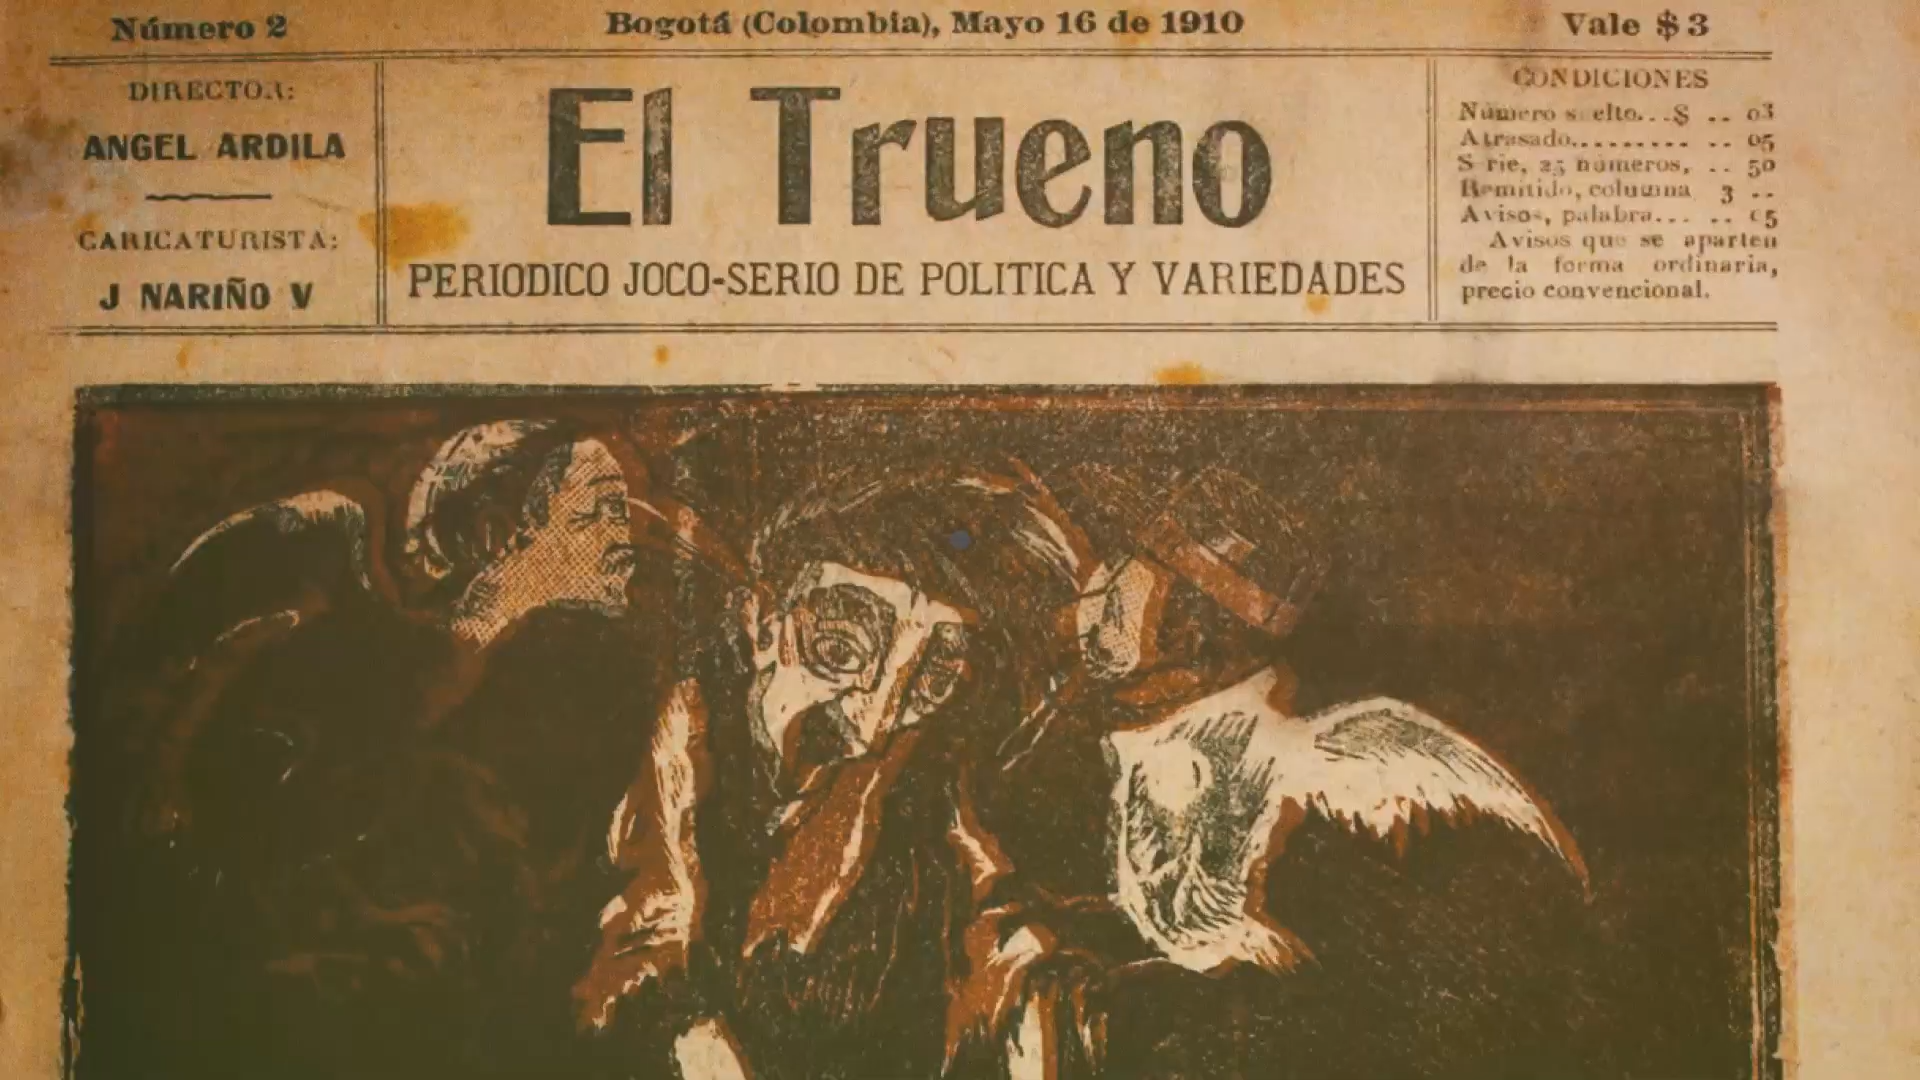 Número 2
Bogotá (Colombia), Mayo 16 de 1910
Vale $ 3
DIRECTOR:
ANGEL ARDILA
CARICATURISTA:
J NARIÑO V
El Trueno
PERIODICO JOCO-SERIO DE POLITICA Y VARIEDADES
CONDICIONES
Número s elto...$ .. 03
Atrasado......... .. 05
S rie, 25 números, .. 50
Remitido, columna 3 ..
Avisos, palabra... .. 05
Avisos que se aparten
de la forma ordinaria,
precio convencional.